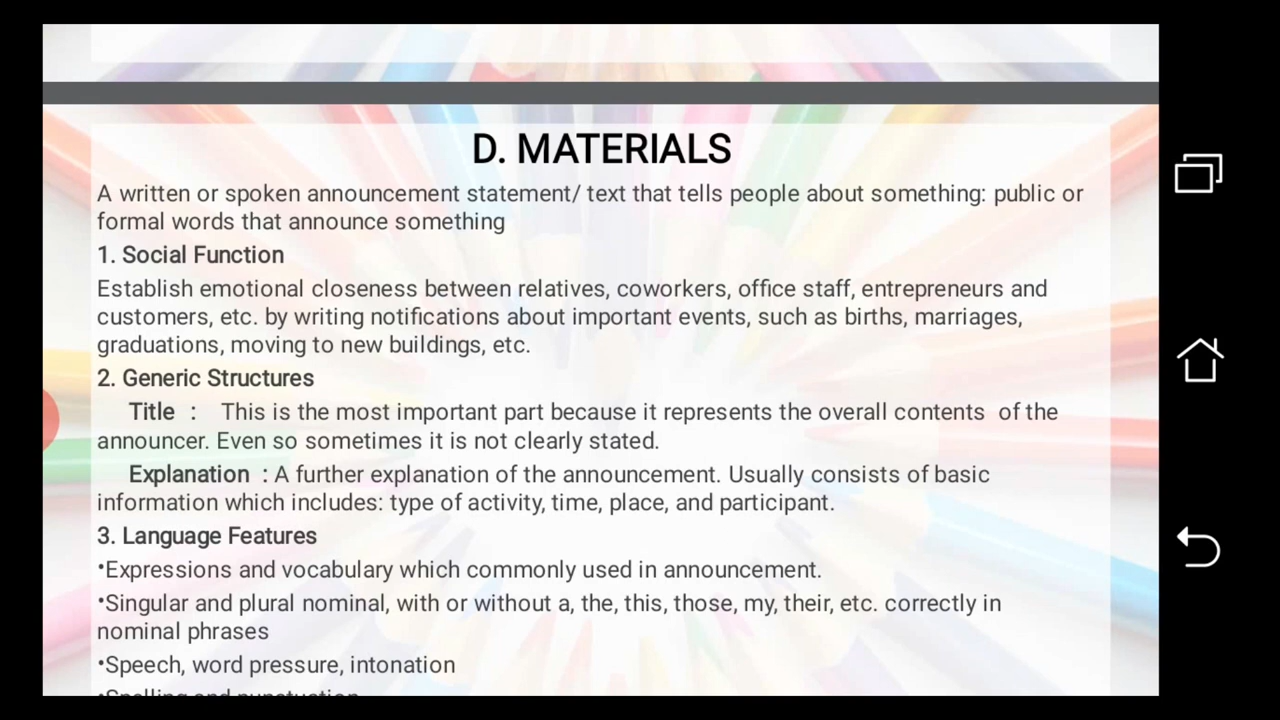 D. MATERIALS
A written or spoken announcement statement/ text that tells people about something: public or
formal words that announce something
1. Social Function
Establish emotional closeness between relatives, coworkers, office staff, entrepreneurs and
customers, etc. by writing notifications about important events, such as births, marriages,
graduations, moving to new buildings, etc.
2. Generic Structures
Title : This is the most important part because it represents the overall contents of the
announcer. Even so sometimes it is not clearly stated.
Explanation : A further explanation of the announcement. Usually consists of basic
information which includes: type of activity, time, place, and participant.
3. Language Features
•Expressions and vocabulary which commonly used in announcement.
•Singular and plural nominal, with or without a, the, this, those, my, their, etc. correctly in
nominal phrases
•Speech, word pressure, intonation
•Spelling and punctuation